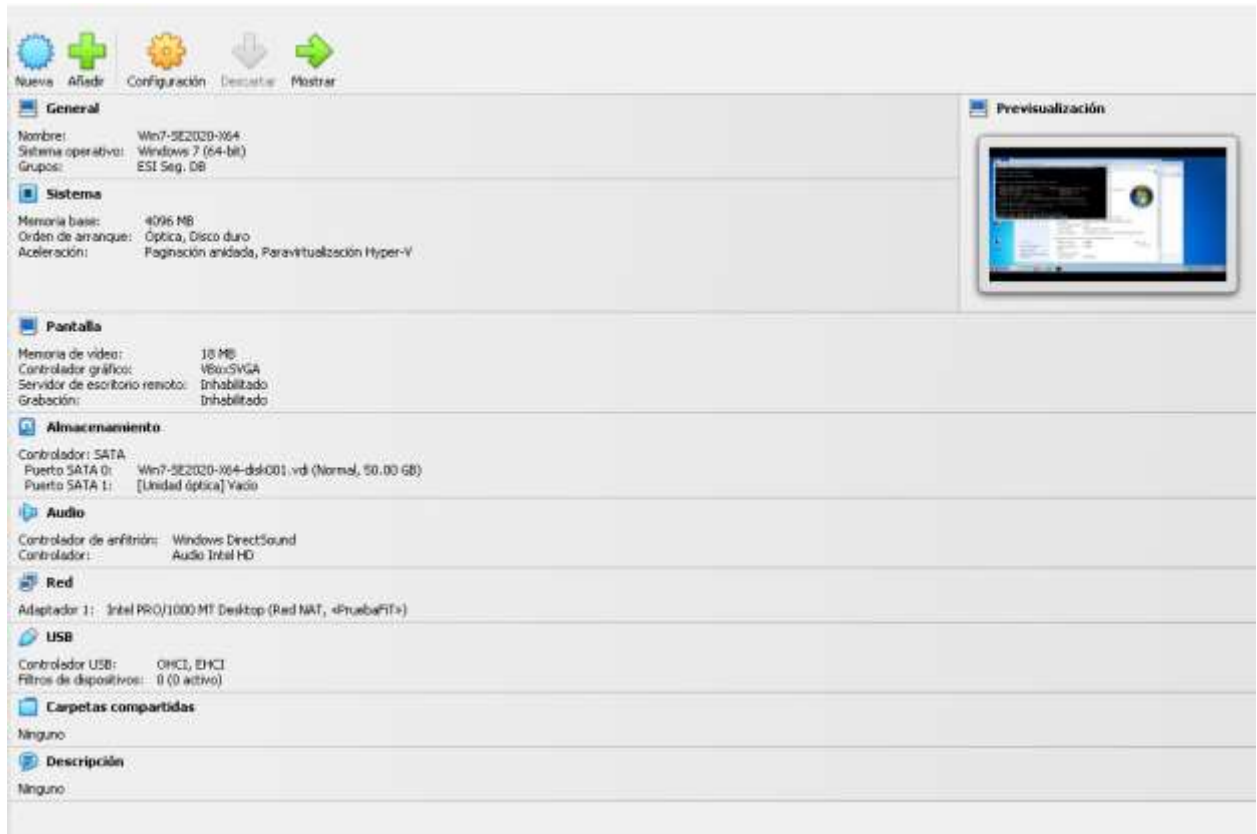 Nueva Añadir Configuración Descartar Mostrar
General
Nombre: Win7-SE2020-X64
Sistema operativo: Windows 7 (64-bit)
Grupos: ESI Seg. DB
Previsualización
Sistema
Memoria base: 4096 MB
Orden de arranque: Óptica, Disco duro
Aceleración: Paginación anidada, Paravirtualización Hyper-V
Pantalla
Memoria de vídeo: 18 MB
Controlador gráfico: VBoxSVGA
Servidor de escritorio remoto: Inhabilitado
Grabación: Inhabilitado
Almacenamiento
Controlador: SATA
Puerto SATA 0: Win7-SE2020-X64-disk001.vdi (Normal, 50.00 GB)
Puerto SATA 1: [Unidad óptica] Vacío
Audio
Controlador de anfitrión: Windows DirectSound
Controlador: Audio Intel HD
Red
Adaptador 1: Intel PRO/1000 MT Desktop (Red NAT, «PruebaFiT»)
USB
Controlador USB: OHCI, EHCI
Filtros de dispositivos: 0 (0 activo)
Carpetas compartidas
Ninguno
Descripción
Ninguno